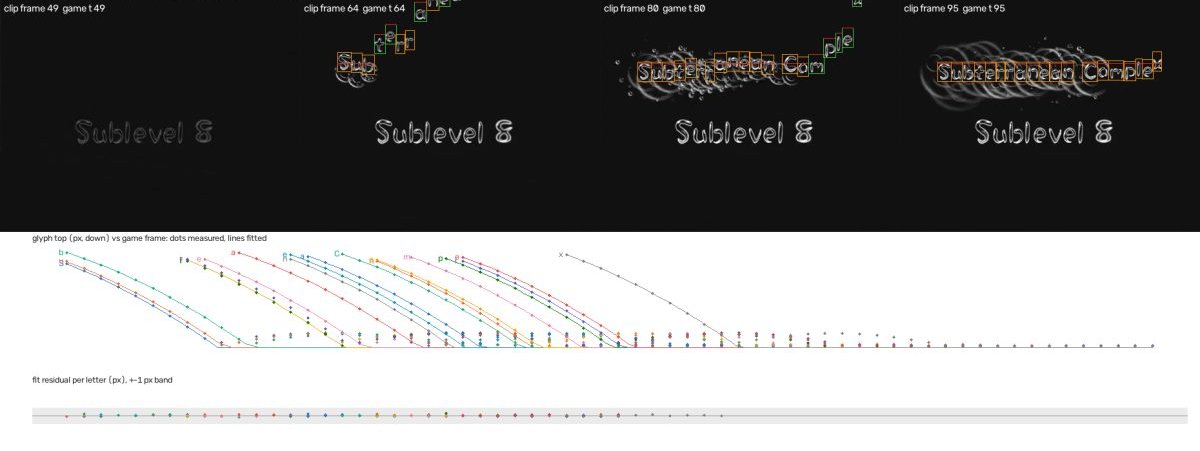 clip frame 49 game t 49
clip frame 64 game t 64
clip frame 80 game t 80
clip frame 95 game t 95
Sub
t e r r
a n e
Subterranean Comple
Subterranean Complex
Sublevel 8
Sublevel 8
Sublevel 8
Sublevel 8
glyph top (px, down) vs game frame: dots measured, lines fitted
b
S
r
e
a
C
n
m
p
e
x
fit residual per letter (px), +-1 px band